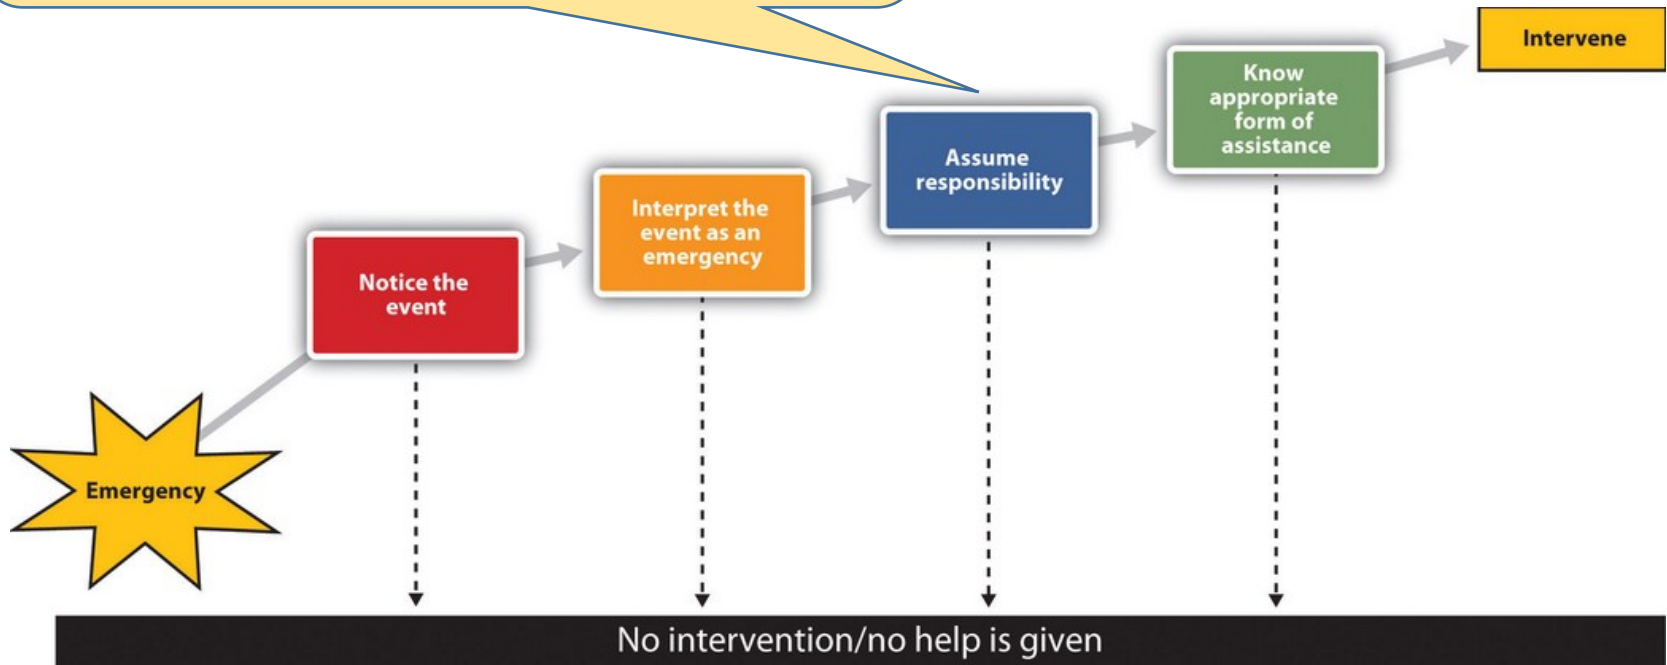 Intervene
Know
appropriate
form of
assistance
Assume
responsibility
Interpret the
event as an
emergency
Notice the
event
Emergency
No intervention/no help is given